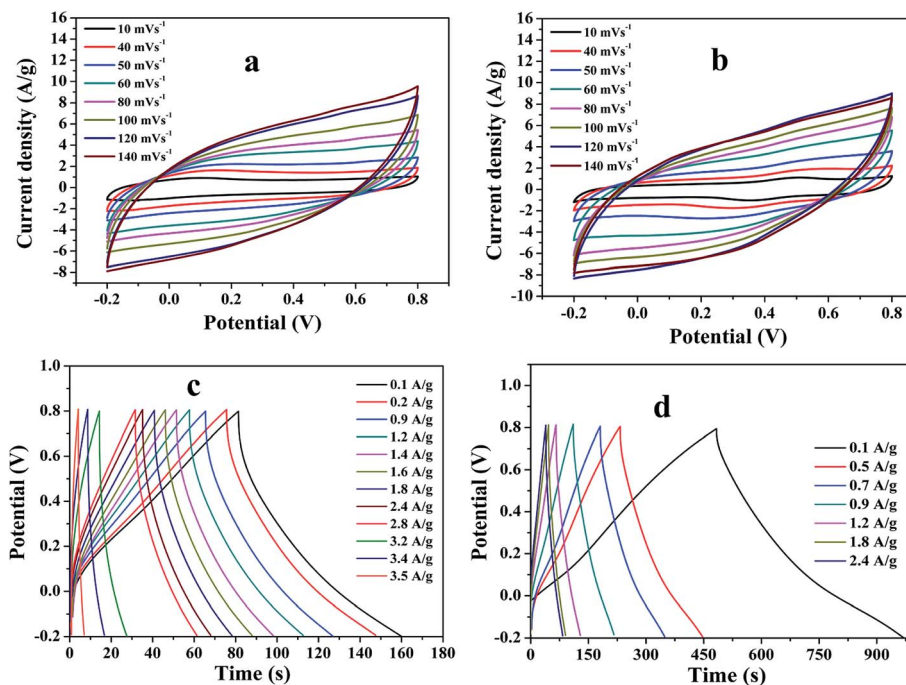 a
16
14
12
10
8
6
4
2
0
-2
-4
-6
-8
Current density (A/g)
10 mVs⁻¹
40 mVs⁻¹
50 mVs⁻¹
60 mVs⁻¹
80 mVs⁻¹
100 mVs⁻¹
120 mVs⁻¹
140 mVs⁻¹
-0.2 0.0 0.2 0.4 0.6 0.8
Potential (V)
b
16
14
12
10
8
6
4
2
0
-2
-4
-6
-8
-10
Current density (A/g)
10 mVs⁻¹
40 mVs⁻¹
50 mVs⁻¹
60 mVs⁻¹
80 mVs⁻¹
100 mVs⁻¹
120 mVs⁻¹
140 mVs⁻¹
-0.2 0.0 0.2 0.4 0.6 0.8
Potential (V)
c
1.0
0.8
0.6
0.4
0.2
0.0
-0.2
Potential (V)
0.1 A/g
0.2 A/g
0.9 A/g
1.2 A/g
1.4 A/g
1.6 A/g
1.8 A/g
2.4 A/g
2.8 A/g
3.2 A/g
3.4 A/g
3.5 A/g
0 20 40 60 80 100 120 140 160 180
Time (s)
d
1.0
0.8
0.6
0.4
0.2
0.0
-0.2
Potential (V)
0.1 A/g
0.5 A/g
0.7 A/g
0.9 A/g
1.2 A/g
1.8 A/g
2.4 A/g
0 150 300 450 600 750 900
Time (s)